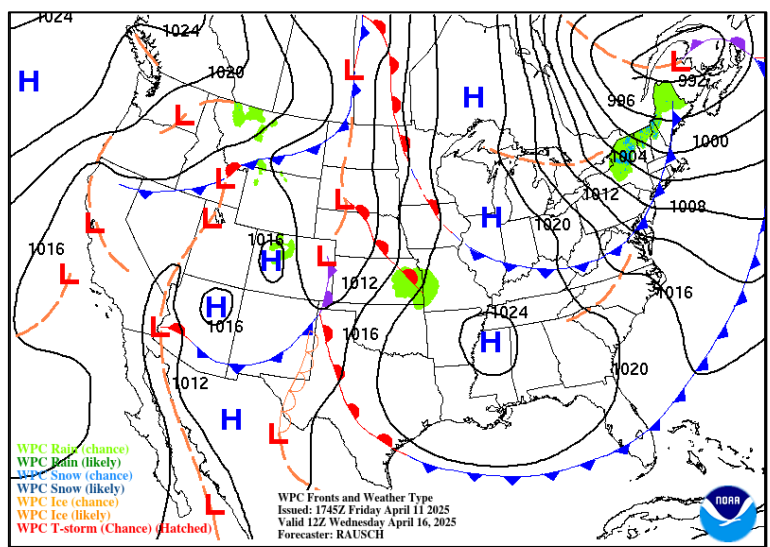 1024
1024
1020
H
L
L
H
992
L
996
1000
1004
L
1012
L
L
1008
H
1020
L
1016
1016
H
L
L
1012
1016
H
1016
1024
L
1016
H
1020
1012
H
L
WPC Rain (chance)
WPC Rain (likely)
WPC Snow (chance)
WPC Snow (likely)
WPC Ice (chance)
WPC Ice (likely)
WPC T-storm (Chance) (Hatched)
L
WPC Fronts and Weather Type
Issued: 1745Z Friday April 11 2025
Valid 12Z Wednesday April 16, 2025
Forecaster: RAUSCH
NOAA